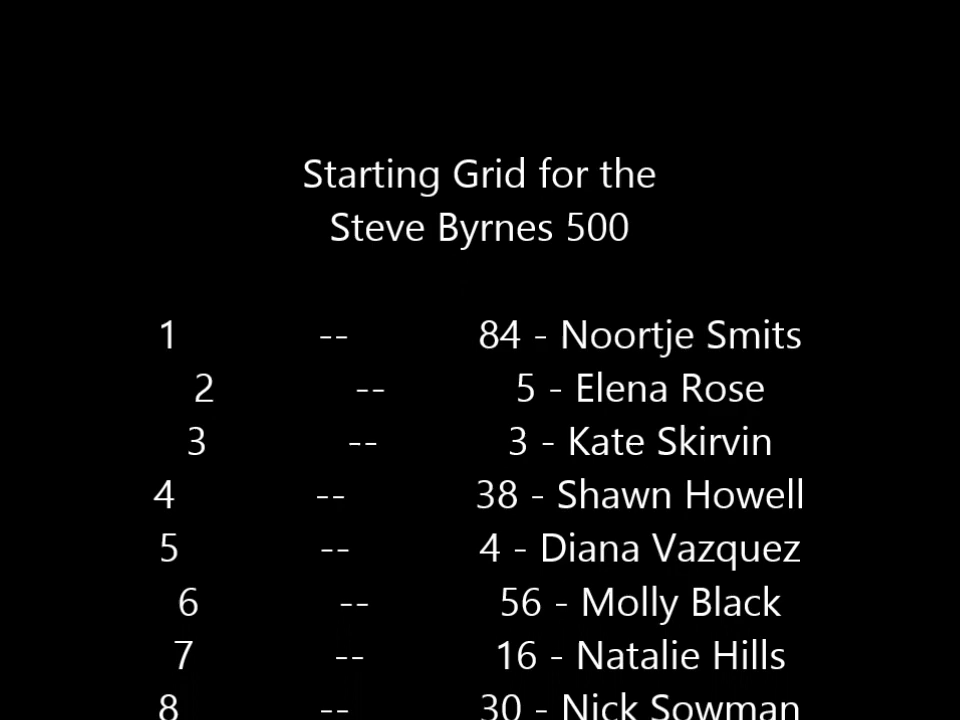 Starting Grid for the
Steve Byrnes 500
1 -- 84 - Noortje Smits
2 -- 5 - Elena Rose
3 -- 3 - Kate Skirvin
4 -- 38 - Shawn Howell
5 -- 4 - Diana Vazquez
6 -- 56 - Molly Black
7 -- 16 - Natalie Hills
8 -- 30 - Nick Sowman